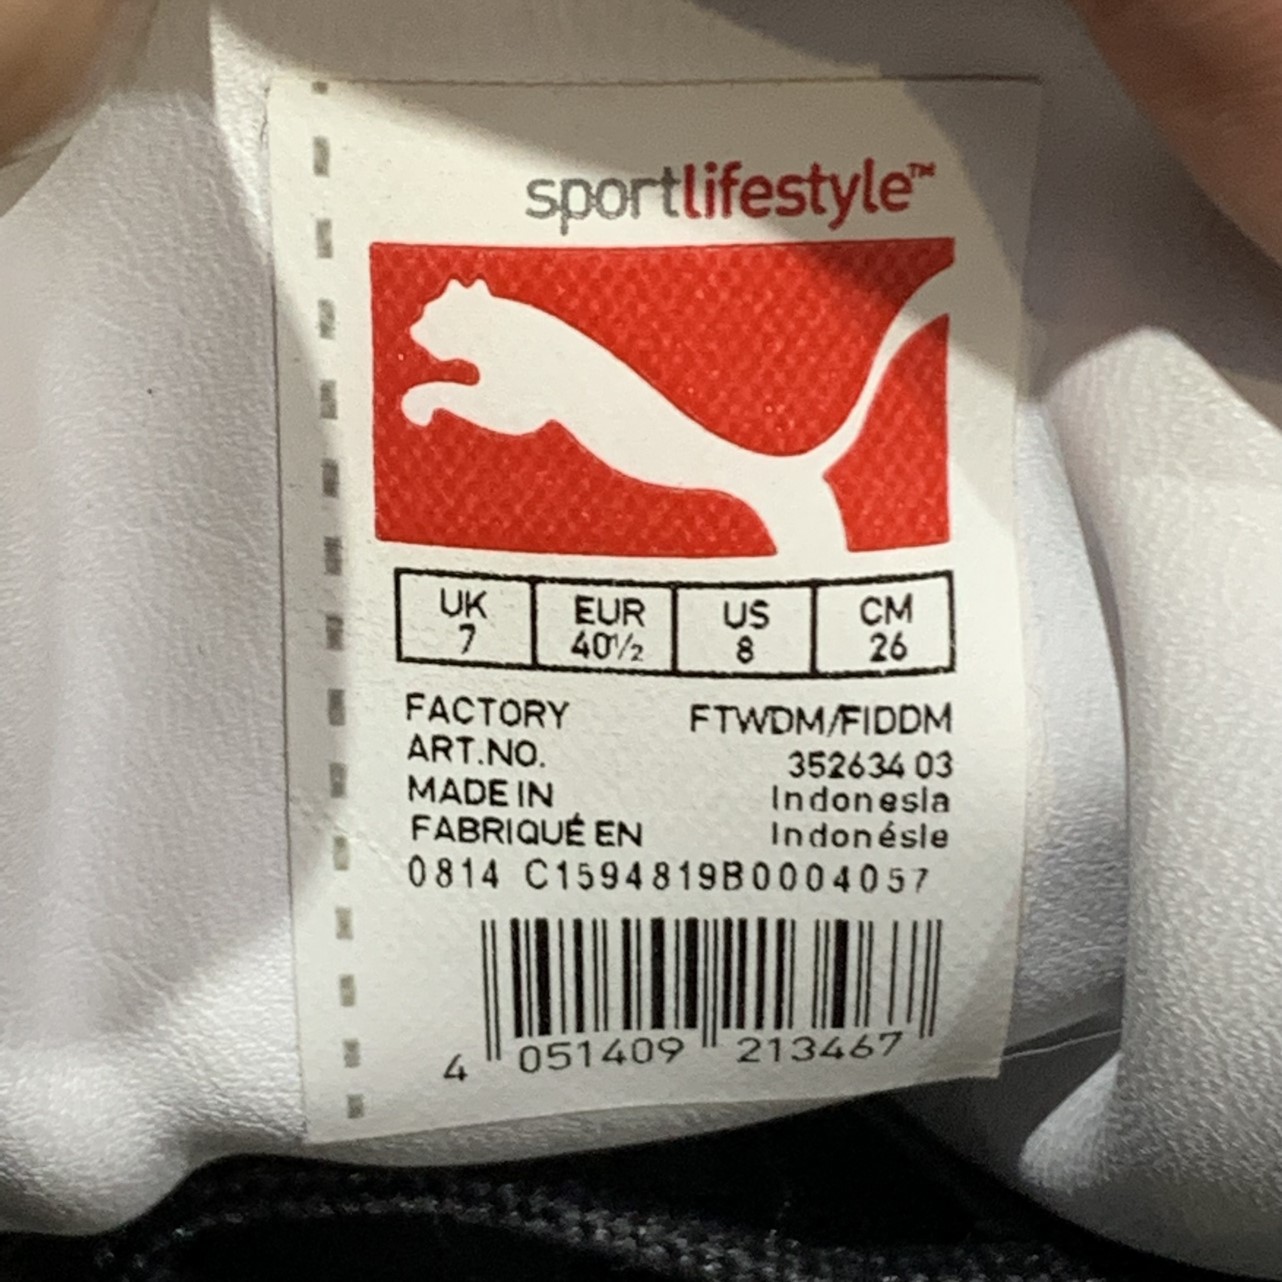 sportlifestyle™
UK EUR US CM
7 40½ 8 26
FACTORY FTWDM/FIDDM
ART.NO. 352634 03
MADE IN Indonesia
FABRIQUÉ EN Indonésie
0814 C1594819B0004057
4 051409 213467